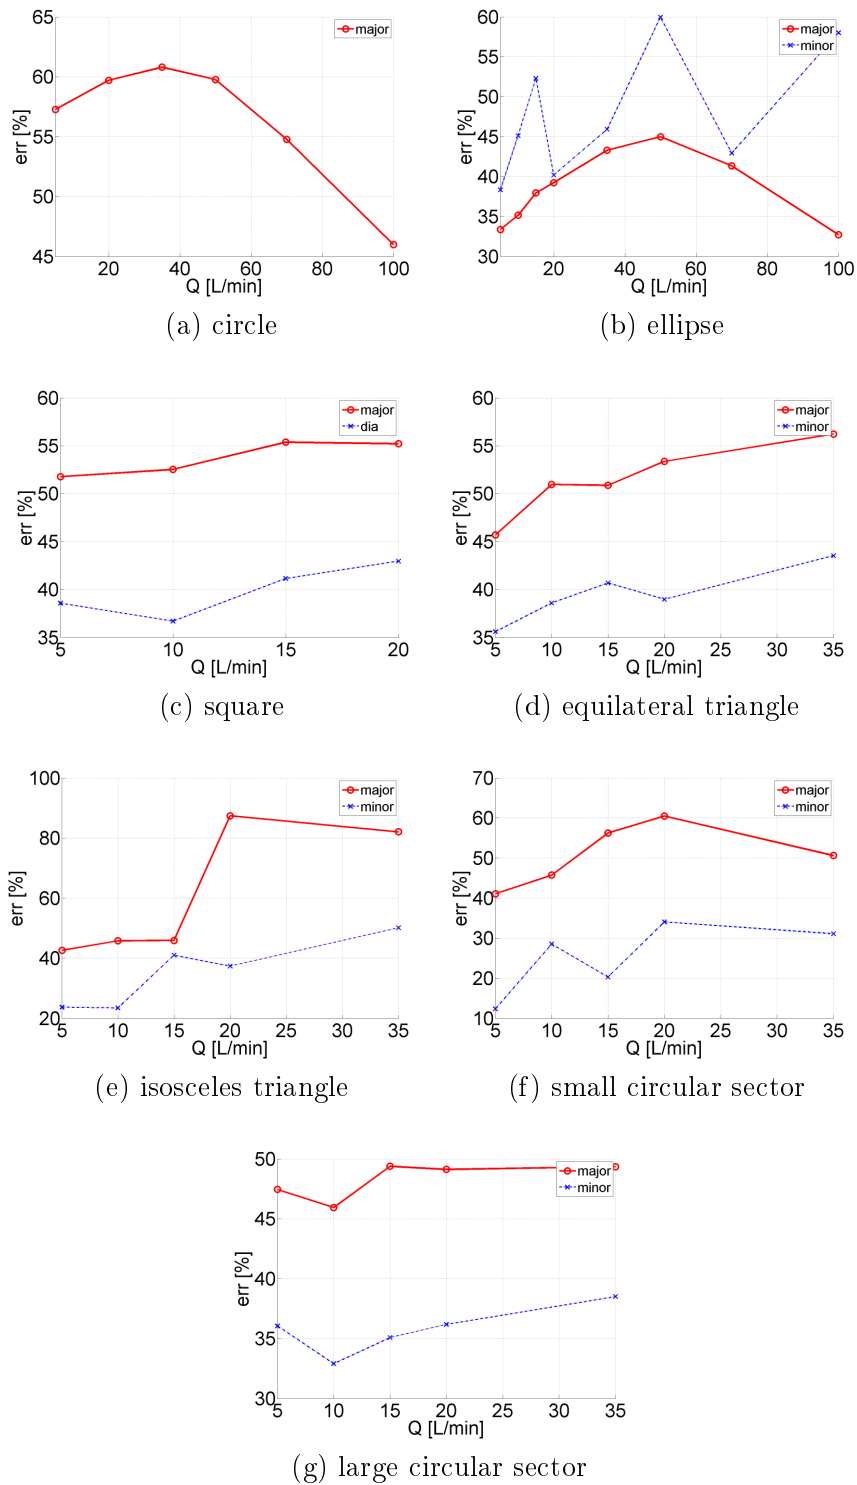 65
60
55
50
45
err [%]
20 40 60 80 100
Q [L/min]
major
(a) circle
60
55
50
45
40
35
30
err [%]
20 40 60 80 100
Q [L/min]
major
minor
(b) ellipse
60
55
50
45
40
35
err [%]
5 10 15 20
Q [L/min]
major
dia
(c) square
60
55
50
45
40
35
err [%]
5 10 15 20 25 30 35
Q [L/min]
major
minor
(d) equilateral triangle
100
80
60
40
20
err [%]
5 10 15 20 25 30 35
Q [L/min]
major
minor
(e) isosceles triangle
70
60
50
40
30
20
10
err [%]
5 10 15 20 25 30 35
Q [L/min]
major
minor
(f) small circular sector
50
45
40
35
30
err [%]
5 10 15 20 25 30 35
Q [L/min]
major
minor
(g) large circular sector